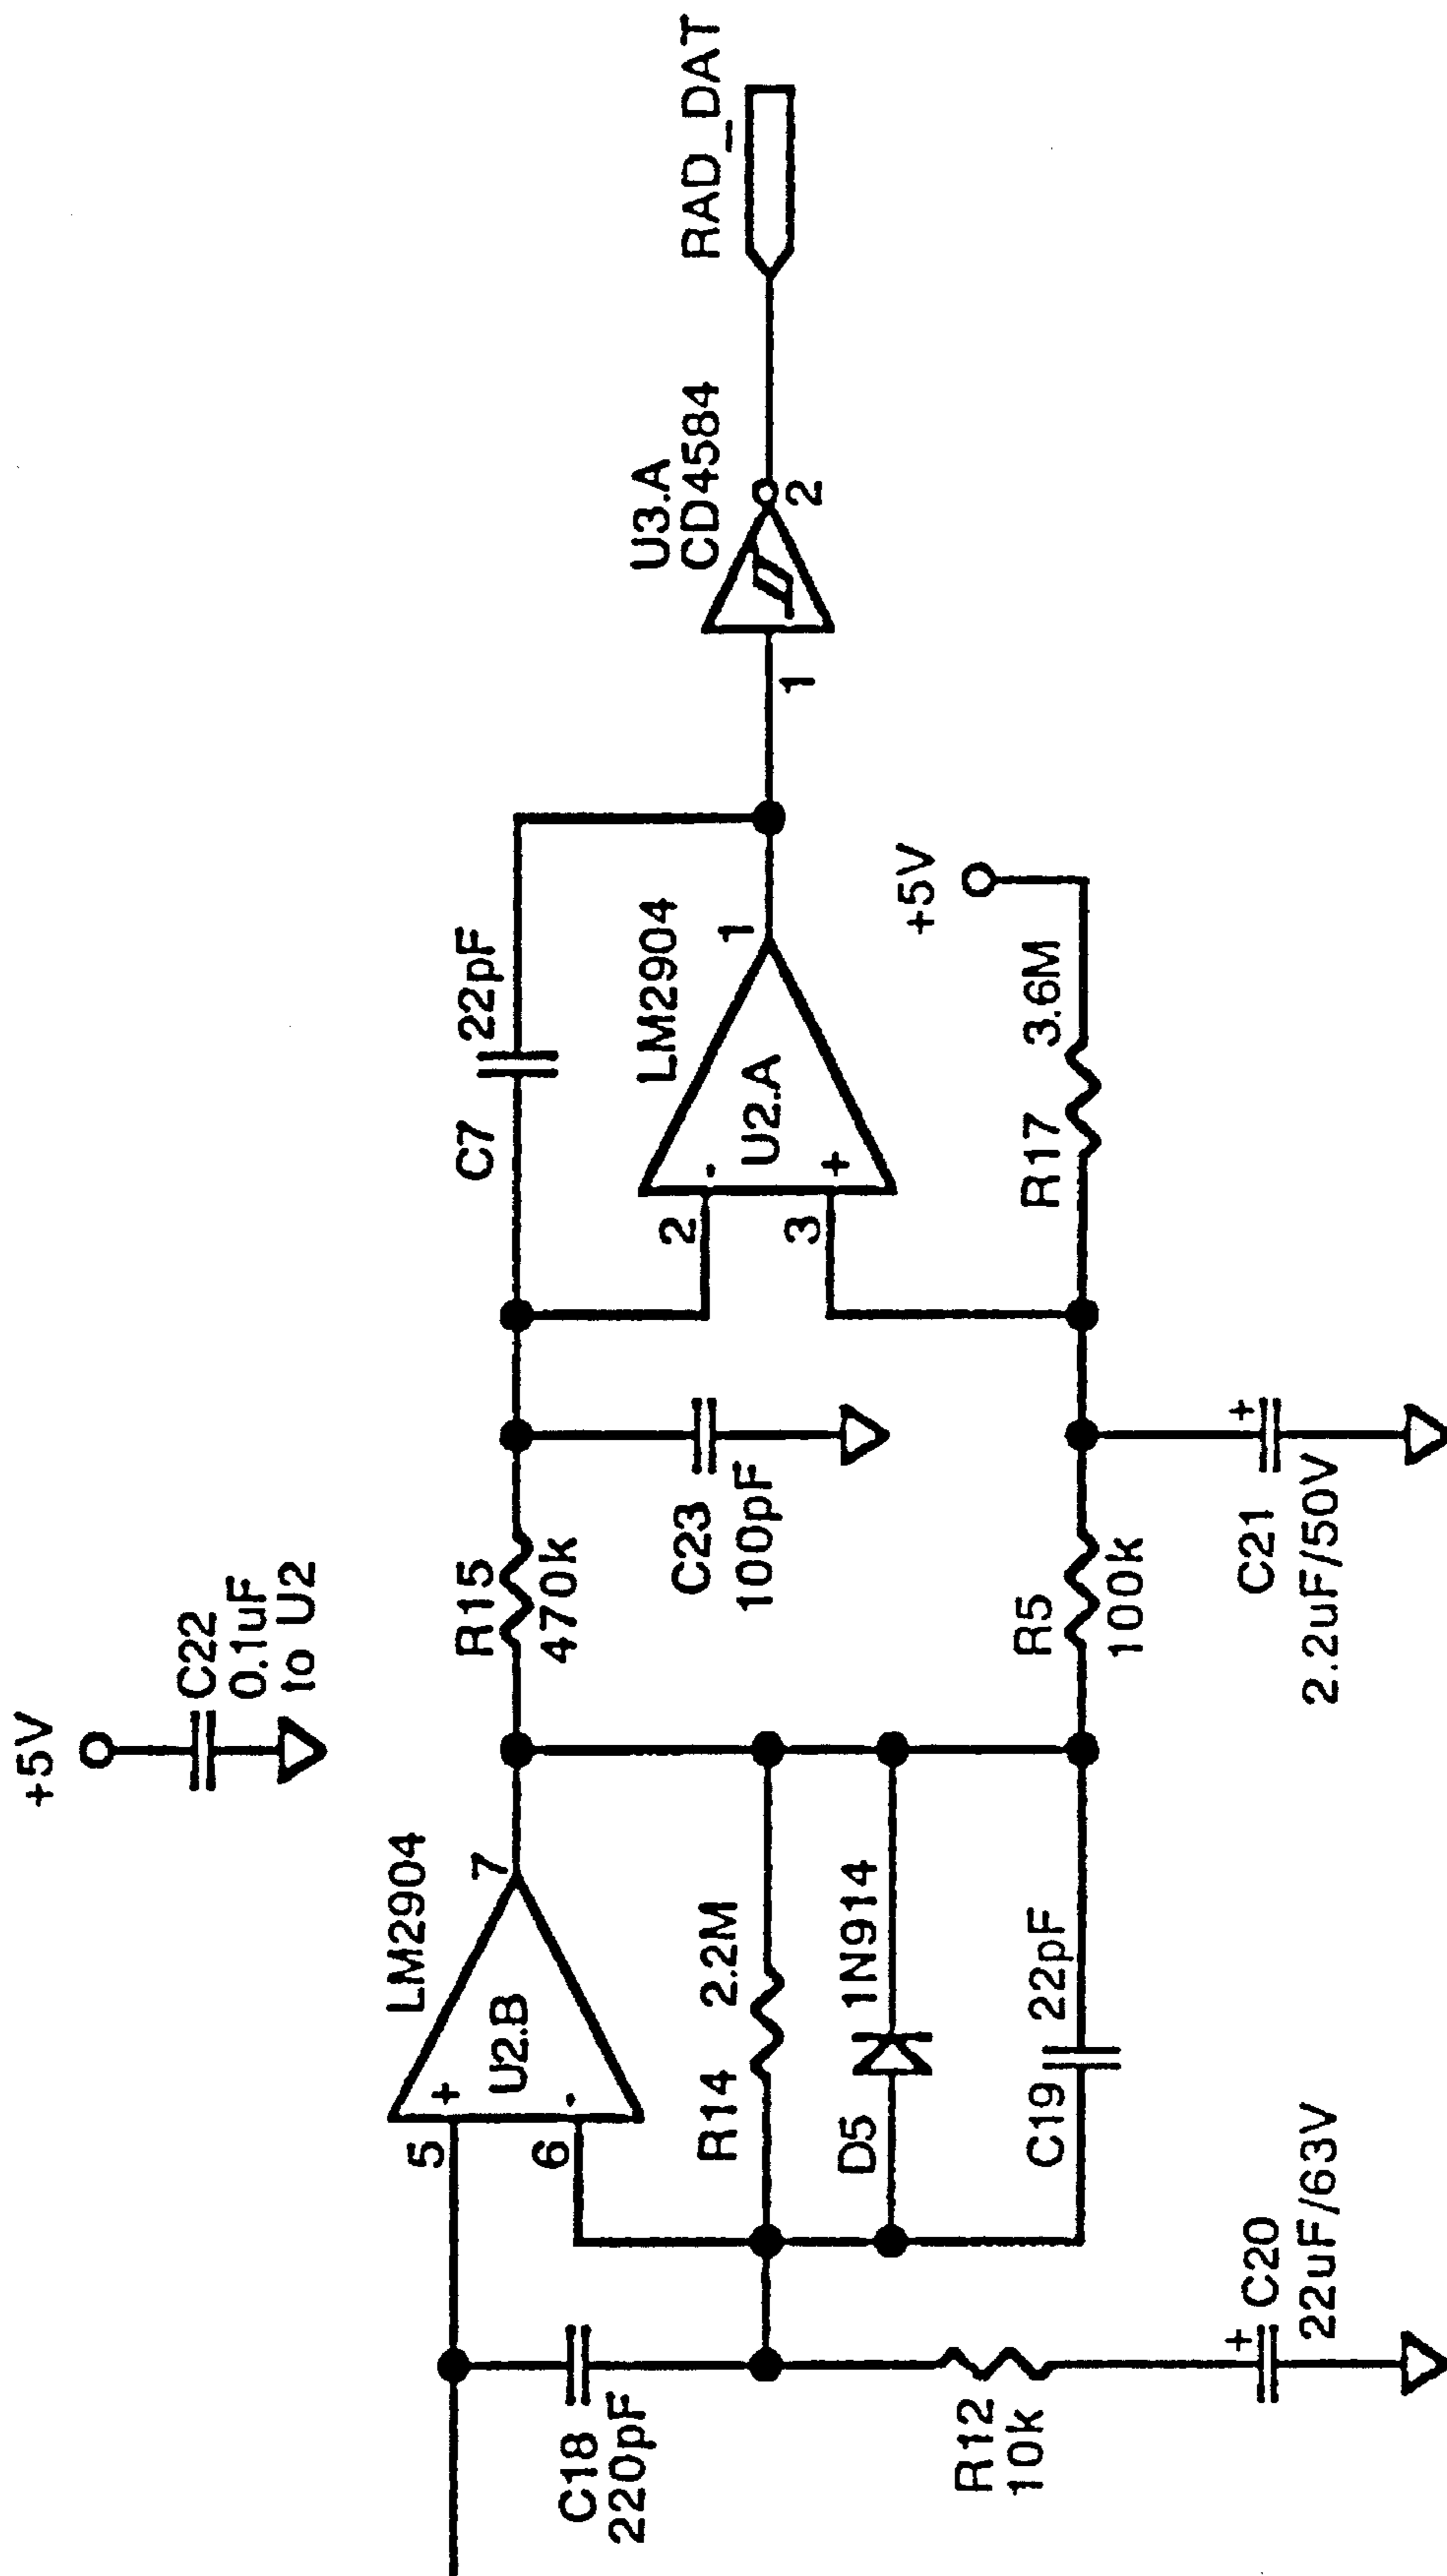 +5V
C22
0.1uF
to U2
LM2904
5
+
6
-
U2.B
7
C18
220pF
R14
2.2M
D5
1N914
C19
22pF
R12
10k
+
C20
22uF/63V
R15
470k
C23
100pF
R5
100k
+
C21
2.2uF/50V
C7
22pF
LM2904
2
-
3
+
U2.A
1
R17
3.6M
+5V
U3.A
CD4584
1
2
RAD_DAT